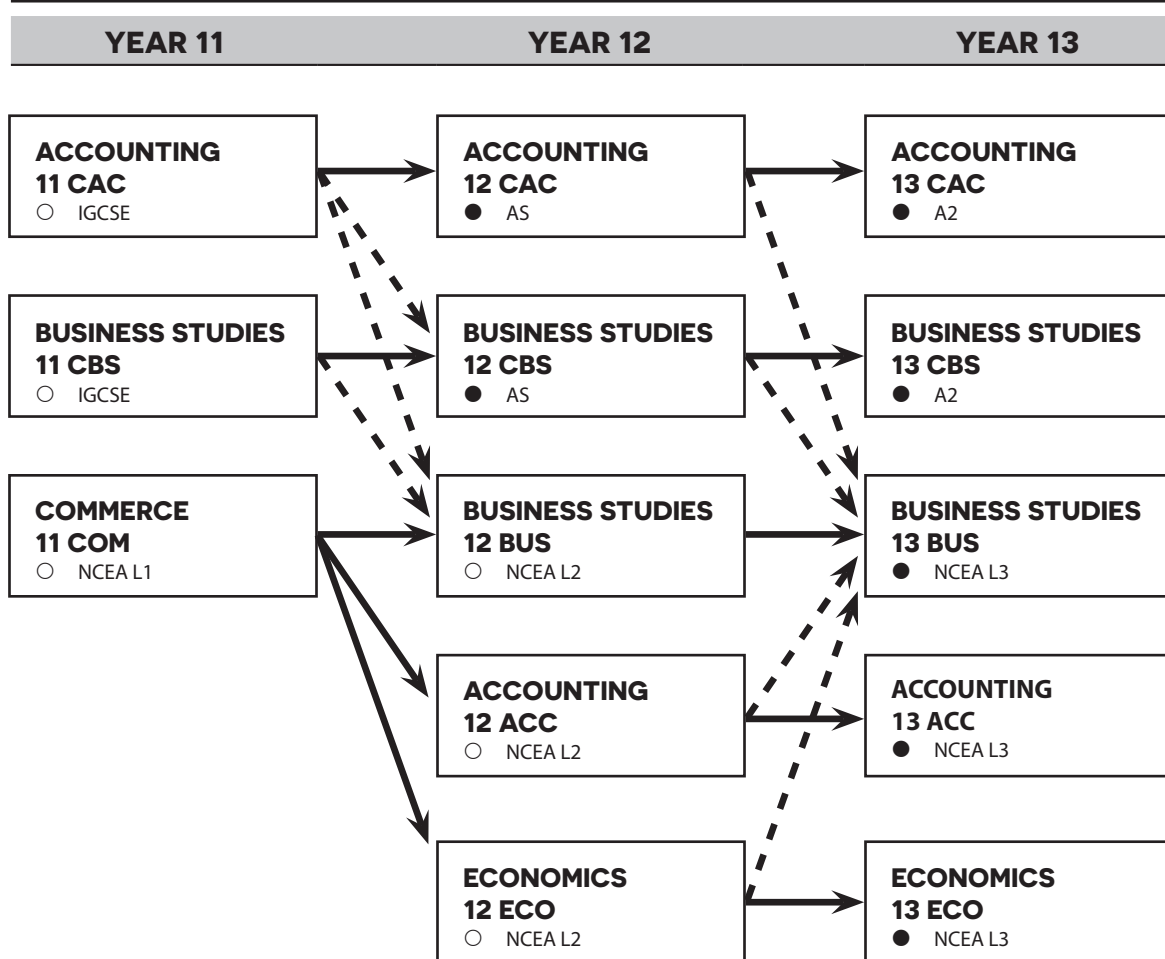 YEAR 11 YEAR 12 YEAR 13
ACCOUNTING
11 CAC
○ IGCSE
ACCOUNTING
12 CAC
● AS
ACCOUNTING
13 CAC
● A2
BUSINESS STUDIES
11 CBS
○ IGCSE
BUSINESS STUDIES
12 CBS
● AS
BUSINESS STUDIES
13 CBS
● A2
COMMERCE
11 COM
○ NCEA L1
BUSINESS STUDIES
12 BUS
○ NCEA L2
BUSINESS STUDIES
13 BUS
● NCEA L3
ACCOUNTING
12 ACC
○ NCEA L2
ACCOUNTING
13 ACC
● NCEA L3
ECONOMICS
12 ECO
○ NCEA L2
ECONOMICS
13 ECO
● NCEA L3